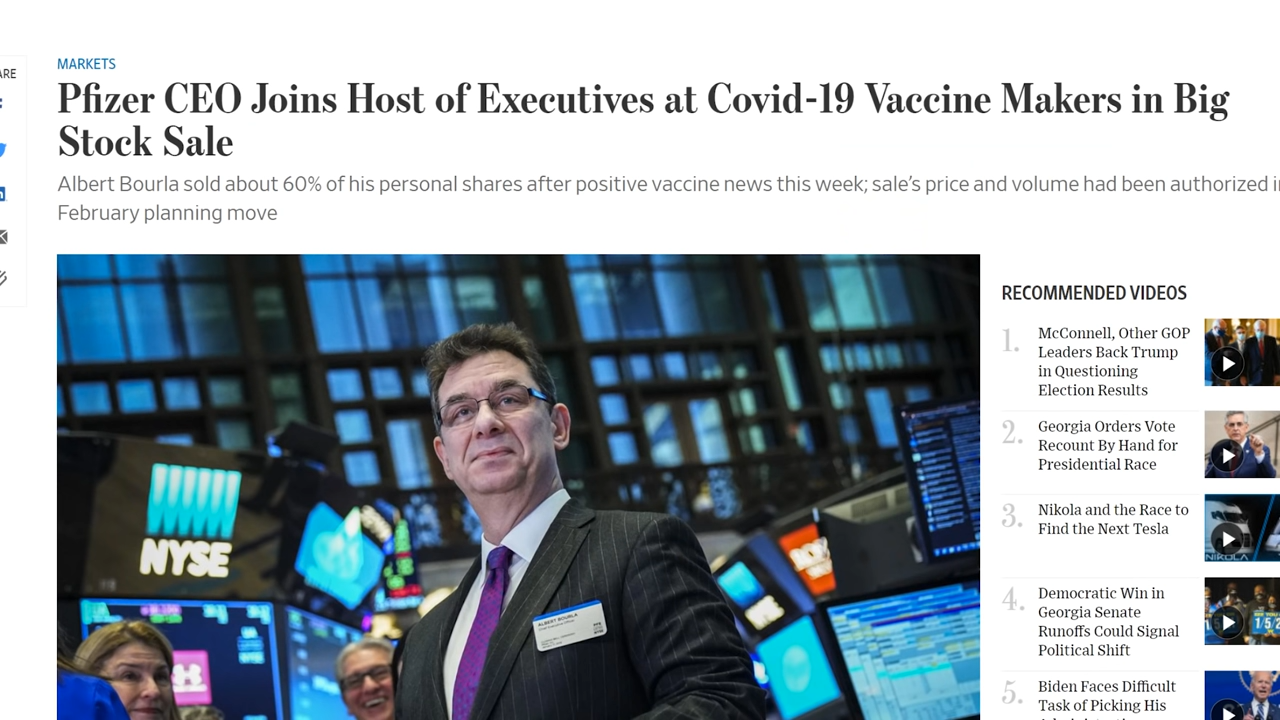 ARE
MARKETS
Pfizer CEO Joins Host of Executives at Covid-19 Vaccine Makers in Big
Stock Sale
Albert Bourla sold about 60% of his personal shares after positive vaccine news this week; sale's price and volume had been authorized
February planning move
NYSE
ALBERT BOURLA
RECOMMENDED VIDEOS
1.
McConnell, Other GOP
Leaders Back Trump
in Questioning
Election Results
2.
Georgia Orders Vote
Recount By Hand for
Presidential Race
3.
Nikola and the Race to
Find the Next Tesla
NIKOLA
4.
Democratic Win in
Georgia Senate
Runoffs Could Signal
Political Shift
5.
Biden Faces Difficult
Task of Picking His